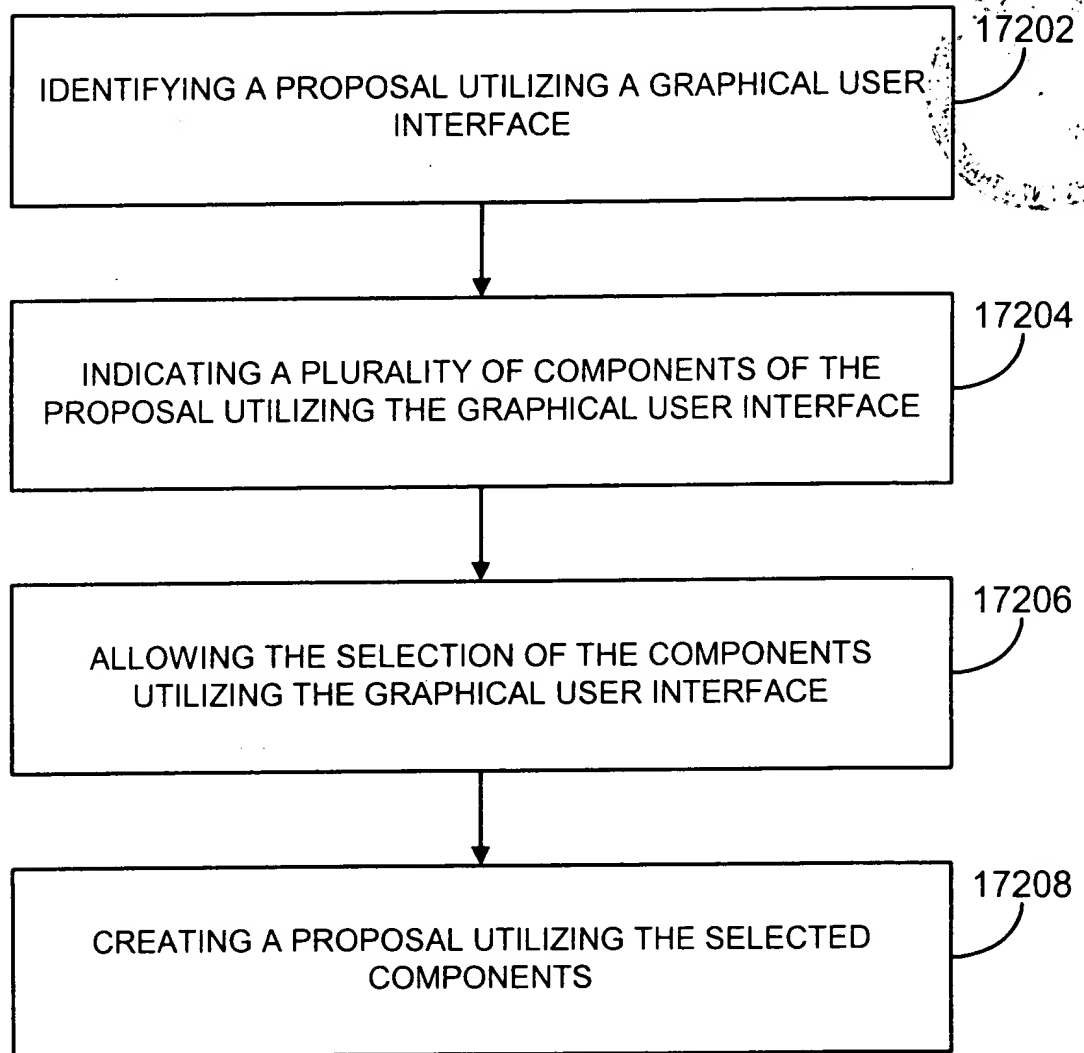 17202
IDENTIFYING A PROPOSAL UTILIZING A GRAPHICAL USER
INTERFACE
17204
INDICATING A PLURALITY OF COMPONENTS OF THE
PROPOSAL UTILIZING THE GRAPHICAL USER INTERFACE
17206
ALLOWING THE SELECTION OF THE COMPONENTS
UTILIZING THE GRAPHICAL USER INTERFACE
17208
CREATING A PROPOSAL UTILIZING THE SELECTED
COMPONENTS